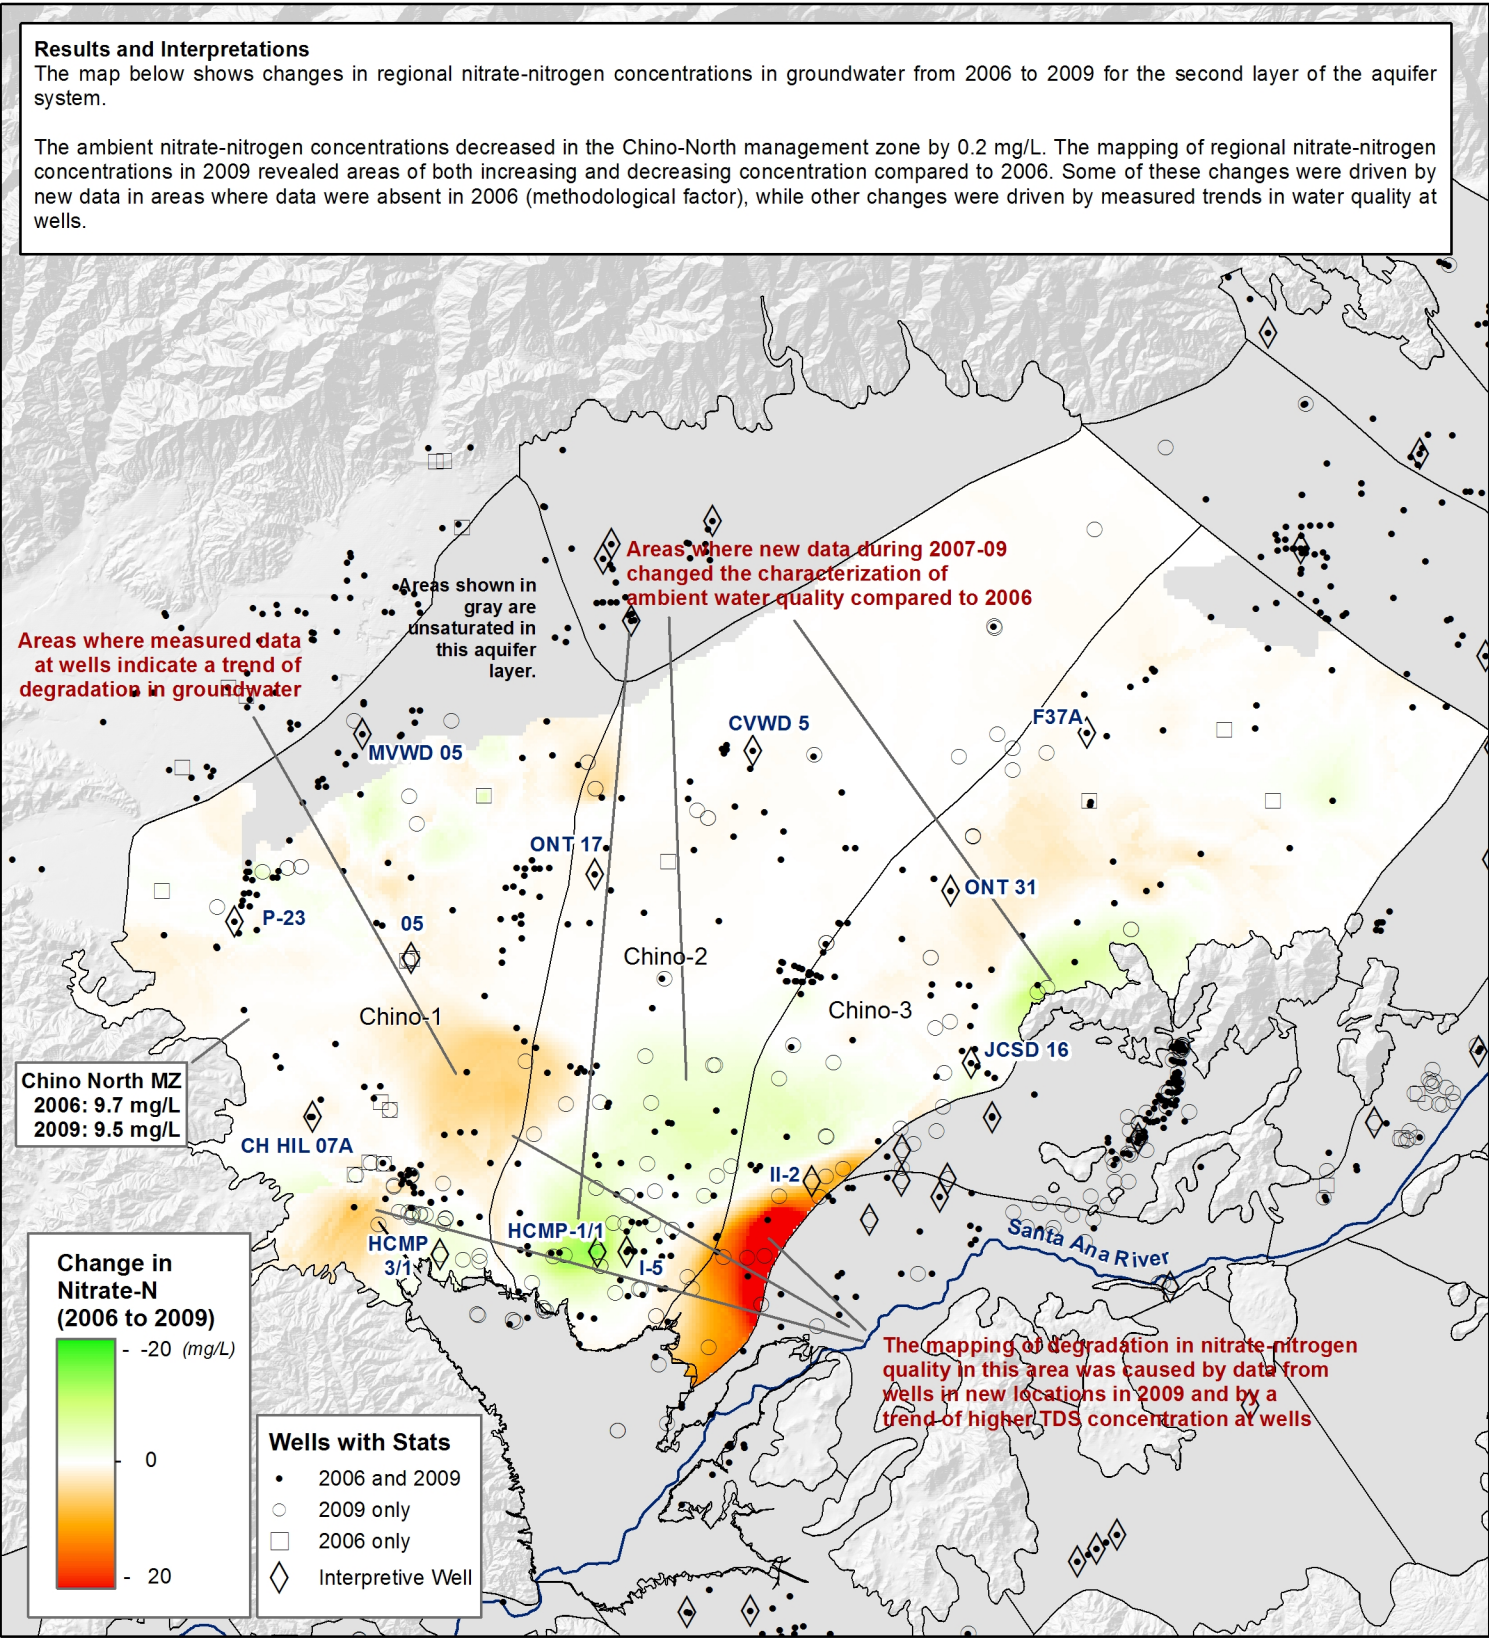 Results and Interpretations
The map below shows changes in regional nitrate-nitrogen concentrations in groundwater from 2006 to 2009 for the second layer of the aquifer
system.
The ambient nitrate-nitrogen concentrations decreased in the Chino-North management zone by 0.2 mg/L. The mapping of regional nitrate-nitrogen
concentrations in 2009 revealed areas of both increasing and decreasing concentration compared to 2006. Some of these changes were driven by
new data in areas where data were absent in 2006 (methodological factor), while other changes were driven by measured trends in water quality at
wells.
Areas where new data during 2007-09
changed the characterization of
ambient water quality compared to 2006
Areas shown in
gray are
unsaturated in
this aquifer
layer.
Areas where measured data
at wells indicate a trend of
degradation in groundwater
MVWD 05
CVWD 5
F37A
ONT 17
ONT 31
P-23
05
Chino-2
Chino-1
Chino-3
JCSD 16
Chino North MZ
2006: 9.7 mg/L
2009: 9.5 mg/L
CH HIL 07A
II-2
HCMP-1/1
HCMP
3/1
I-5
Santa Ana River
The mapping of degradation in nitrate-nitrogen
quality in this area was caused by data from
wells in new locations in 2009 and by a
trend of higher TDS concentration at wells
Change in
Nitrate-N
(2006 to 2009)
- -20 (mg/L)
- 0
- 20
Wells with Stats
2006 and 2009
2009 only
2006 only
Interpretive Well